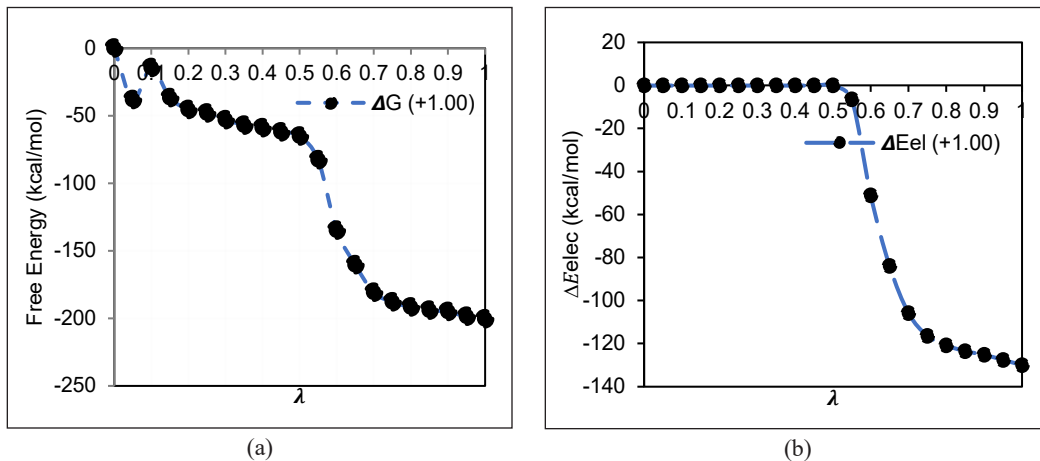 0
-50
-100
-150
-200
-250
0 0.1 0.2 0.3 0.4 0.5 0.6 0.7 0.8 0.9 1
Free Energy (kcal/mol)
ΔG (+1.00)
λ
(a)
20
0
-20
-40
-60
-80
-100
-120
-140
0 0.1 0.2 0.3 0.4 0.5 0.6 0.7 0.8 0.9 1
ΔEelec (kcal/mol)
ΔEel (+1.00)
λ
(b)